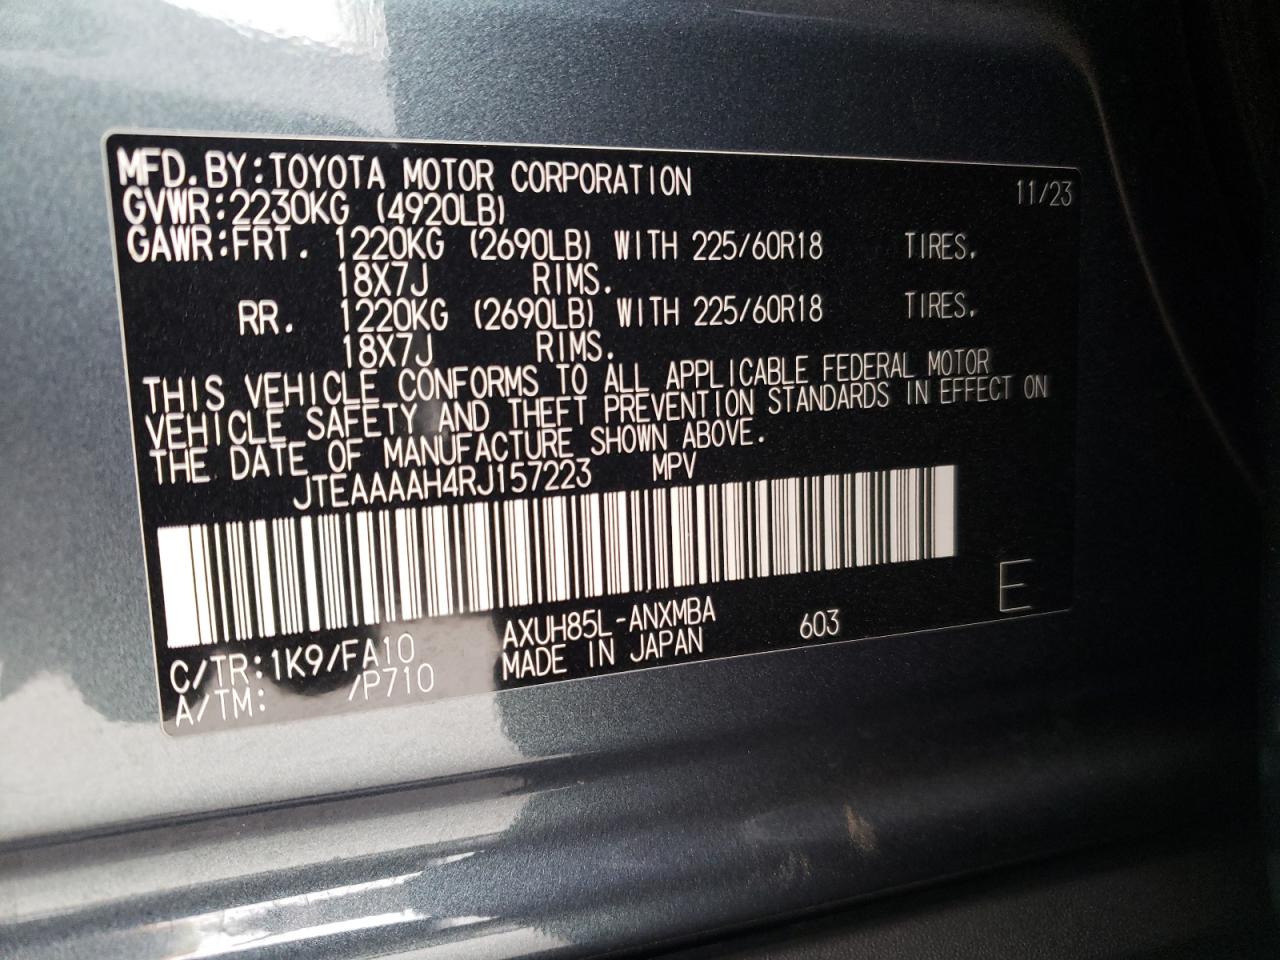 MFD.BY:TOYOTA MOTOR CORPORATION 11/23
GVWR:2230KG (4920LB)
GAWR:FRT. 1220KG (2690LB) WITH 225/60R18 TIRES.
18X7J RIMS.
RR. 1220KG (2690LB) WITH 225/60R18 TIRES.
18X7J RIMS.
THIS VEHICLE CONFORMS TO ALL APPLICABLE FEDERAL MOTOR
VEHICLE SAFETY AND THEFT PREVENTION STANDARDS IN EFFECT ON
THE DATE OF MANUFACTURE SHOWN ABOVE.
JTEAAAAH4RJ157223 MPV
E
C/TR:1K9/FA10 AXUH85L-ANXMBA 603
A/TM: /P710 MADE IN JAPAN